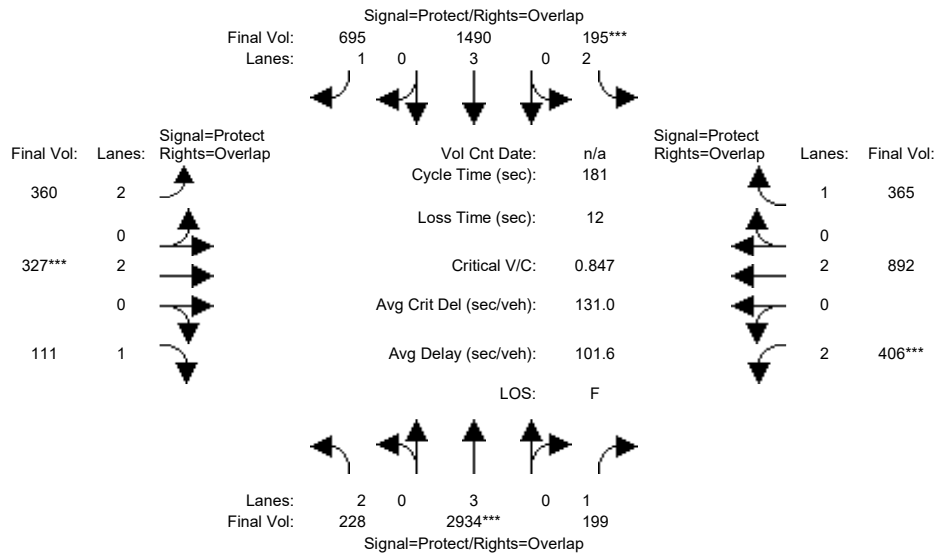 Signal=Protect/Rights=Overlap
Final Vol: 695 1490 195***
Lanes: 1 0 3 0 2
Signal=Protect
Final Vol: Lanes: Rights=Overlap
Vol Cnt Date: n/a
Signal=Protect
Rights=Overlap Lanes: Final Vol:
Cycle Time (sec): 181
360 2
1 365
Loss Time (sec): 12
0
0
327*** 2
Critical V/C: 0.847
2 892
0
Avg Crit Del (sec/veh): 131.0
0
111 1
Avg Delay (sec/veh): 101.6
2 406***
LOS: F
Lanes: 2 0 3 0 1
Final Vol: 228 2934*** 199
Signal=Protect/Rights=Overlap